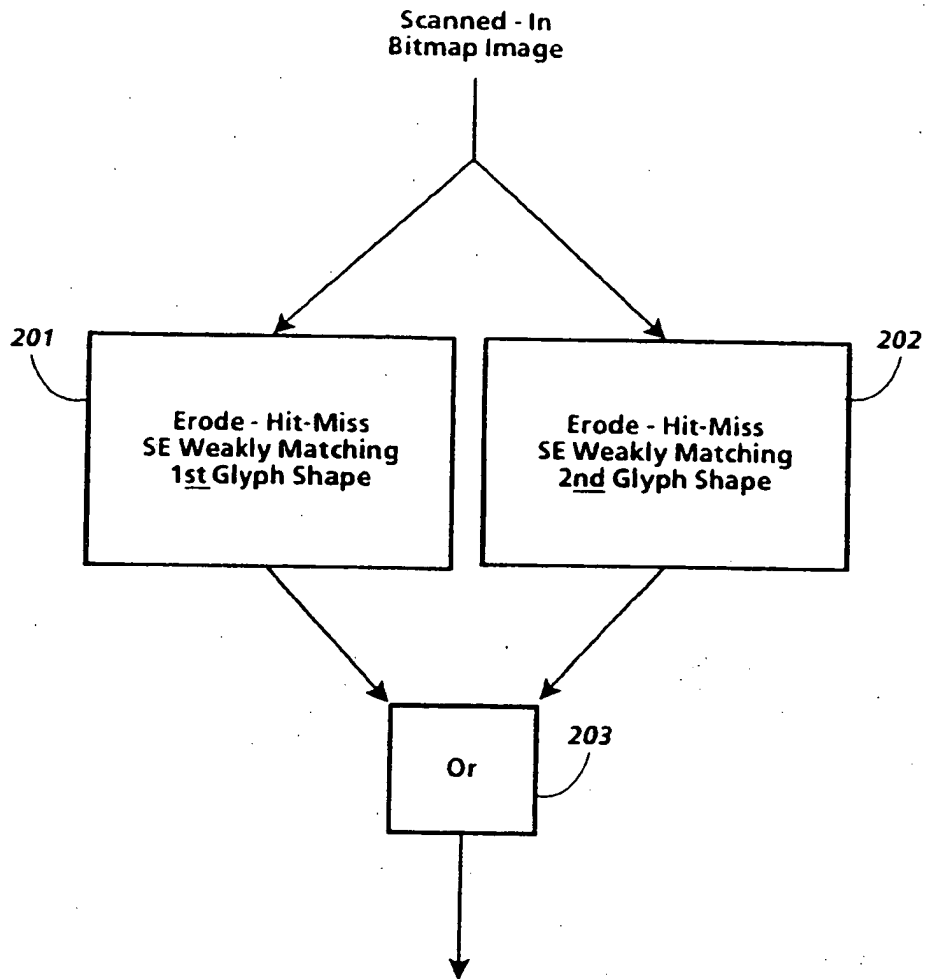 Scanned - In
Bitmap Image
201
202
Erode - Hit-Miss
SE Weakly Matching
1st Glyph Shape
Erode - Hit-Miss
SE Weakly Matching
2nd Glyph Shape
203
Or